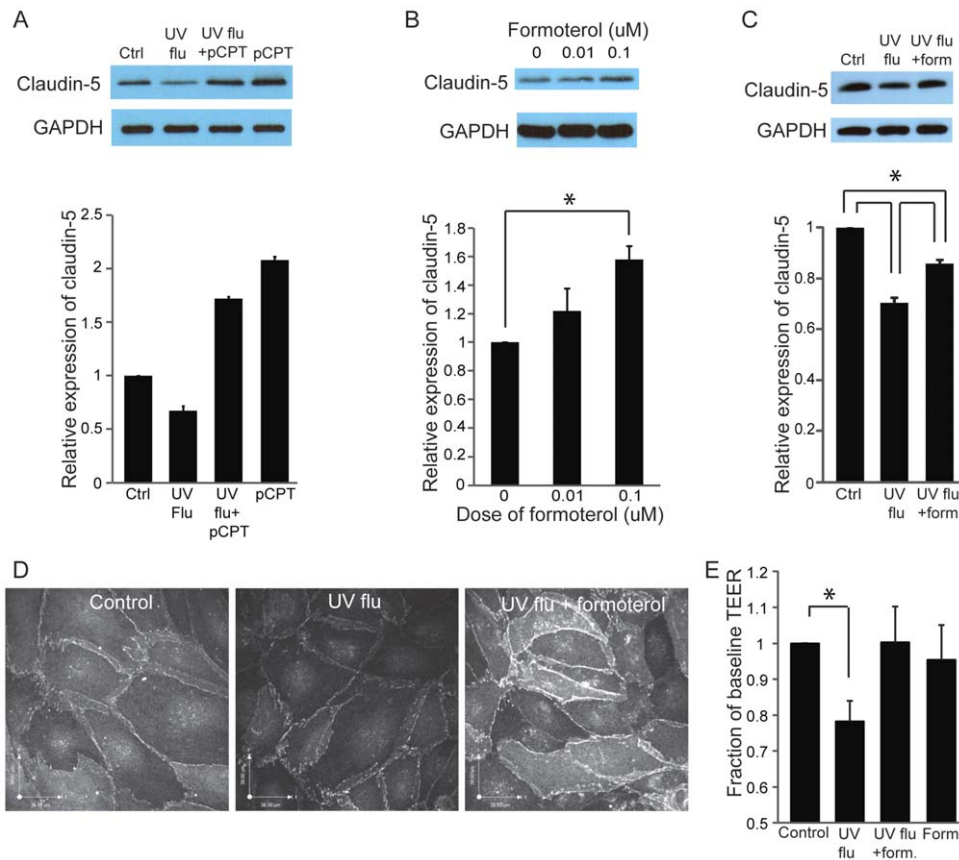 A
Ctrl
UV
flu
UV flu
+pCPT
pCPT
Claudin-5
GAPDH
Relative expression of claudin-5
2.5
2
1.5
1
0.5
0
Ctrl
UV
Flu
UV
flu+
pCPT
pCPT
B
Formoterol (uM)
0 0.01 0.1
Claudin-5
GAPDH
*
Relative expression of claudin-5
1.8
1.6
1.4
1.2
1
0.8
0.6
0.4
0.2
0
0 0.01 0.1
Dose of formoterol (uM)
C
Ctrl
UV
flu
UV flu
+form
Claudin-5
GAPDH
*
Relative expression of claudin-5
1
0.8
0.6
0.4
0.2
0
Ctrl
UV
flu
UV flu
+form
D
Control
UV flu
UV flu + formoterol
E
*
Fraction of baseline TEER
1.2
1.1
1
0.9
0.8
0.7
0.6
0.5
Control
UV
flu
UV flu
+form.
Form